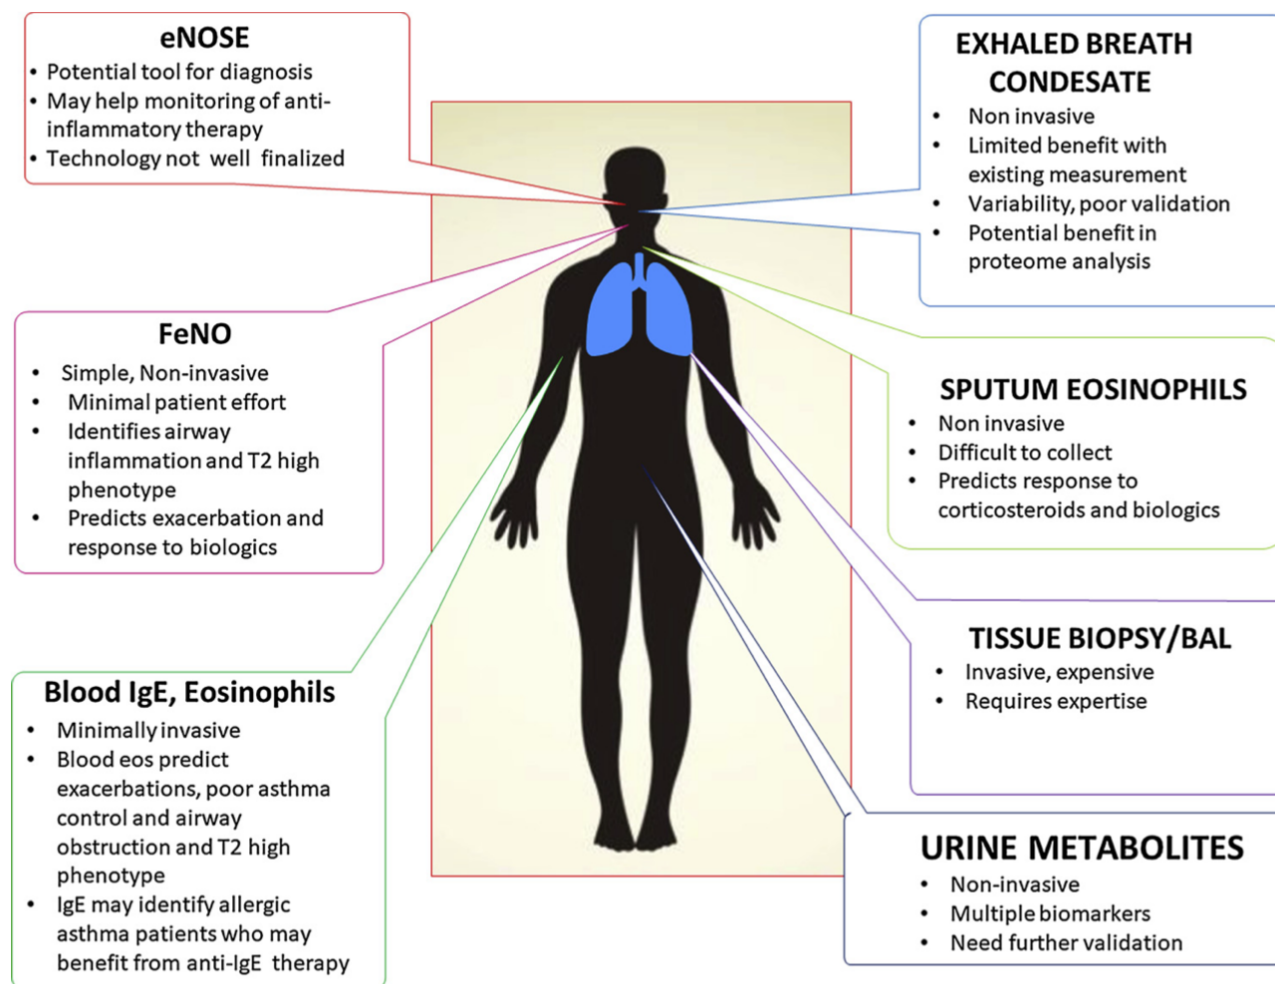 eNOSE
• Potential tool for diagnosis
• May help monitoring of anti-
inflammatory therapy
• Technology not well finalized
FeNO
• Simple, Non-invasive
• Minimal patient effort
• Identifies airway
inflammation and T2 high
phenotype
• Predicts exacerbation and
response to biologics
Blood IgE, Eosinophils
• Minimally invasive
• Blood eos predict
exacerbations, poor asthma
control and airway
obstruction and T2 high
phenotype
• IgE may identify allergic
asthma patients who may
benefit from anti-IgE therapy
EXHALED BREATH
CONDESATE
• Non invasive
• Limited benefit with
existing measurement
• Variability, poor validation
• Potential benefit in
proteome analysis
SPUTUM EOSINOPHILS
• Non invasive
• Difficult to collect
• Predicts response to
corticosteroids and biologics
TISSUE BIOPSY/BAL
• Invasive, expensive
• Requires expertise
URINE METABOLITES
• Non-invasive
• Multiple biomarkers
• Need further validation